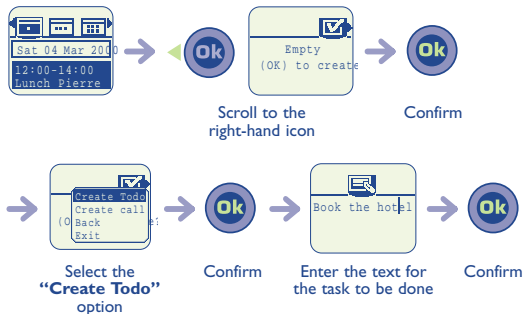 Sat 04 Mar 2000
12:00-14:00
Lunch Pierre
Ok
Empty
(OK) to create
Ok
Scroll to the
right-hand icon
Confirm
Create Todo
Create call
(O Back e?
Exit
Ok
Book the hotel
Ok
Select the
“Create Todo”
option
Confirm
Enter the text for
the task to be done
Confirm